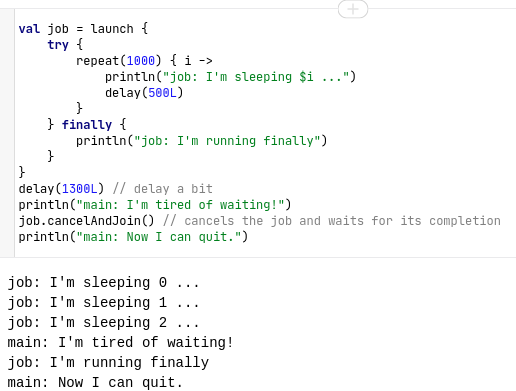 val job = launch {
    try {
        repeat(1000) { i ->
            println("job: I'm sleeping $i ...")
            delay(500L)
        }
    } finally {
        println("job: I'm running finally")
    }
}
delay(1300L) // delay a bit
println("main: I'm tired of waiting!")
job.cancelAndJoin() // cancels the job and waits for its completion
println("main: Now I can quit.")
job: I'm sleeping 0 ...
job: I'm sleeping 1 ...
job: I'm sleeping 2 ...
main: I'm tired of waiting!
job: I'm running finally
main: Now I can quit.